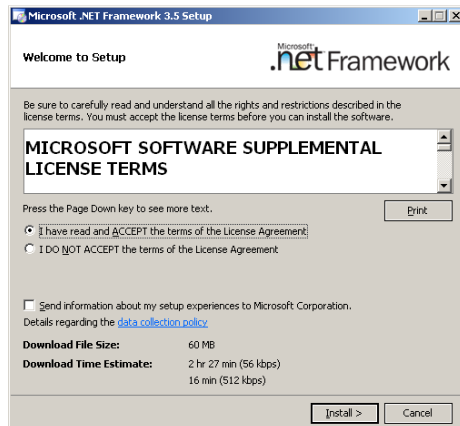 Microsoft .NET Framework 3.5 Setup
Welcome to Setup
Microsoft
.net Framework
Be sure to carefully read and understand all the rights and restrictions described in the
license terms. You must accept the license terms before you can install the software.
MICROSOFT SOFTWARE SUPPLEMENTAL
LICENSE TERMS
Press the Page Down key to see more text.
Print
I have read and ACCEPT the terms of the License Agreement
I DO NOT ACCEPT the terms of the License Agreement
Send information about my setup experiences to Microsoft Corporation.
Details regarding the data collection policy
Download File Size: 60 MB
Download Time Estimate: 2 hr 27 min (56 kbps)
16 min (512 kbps)
Install >
Cancel